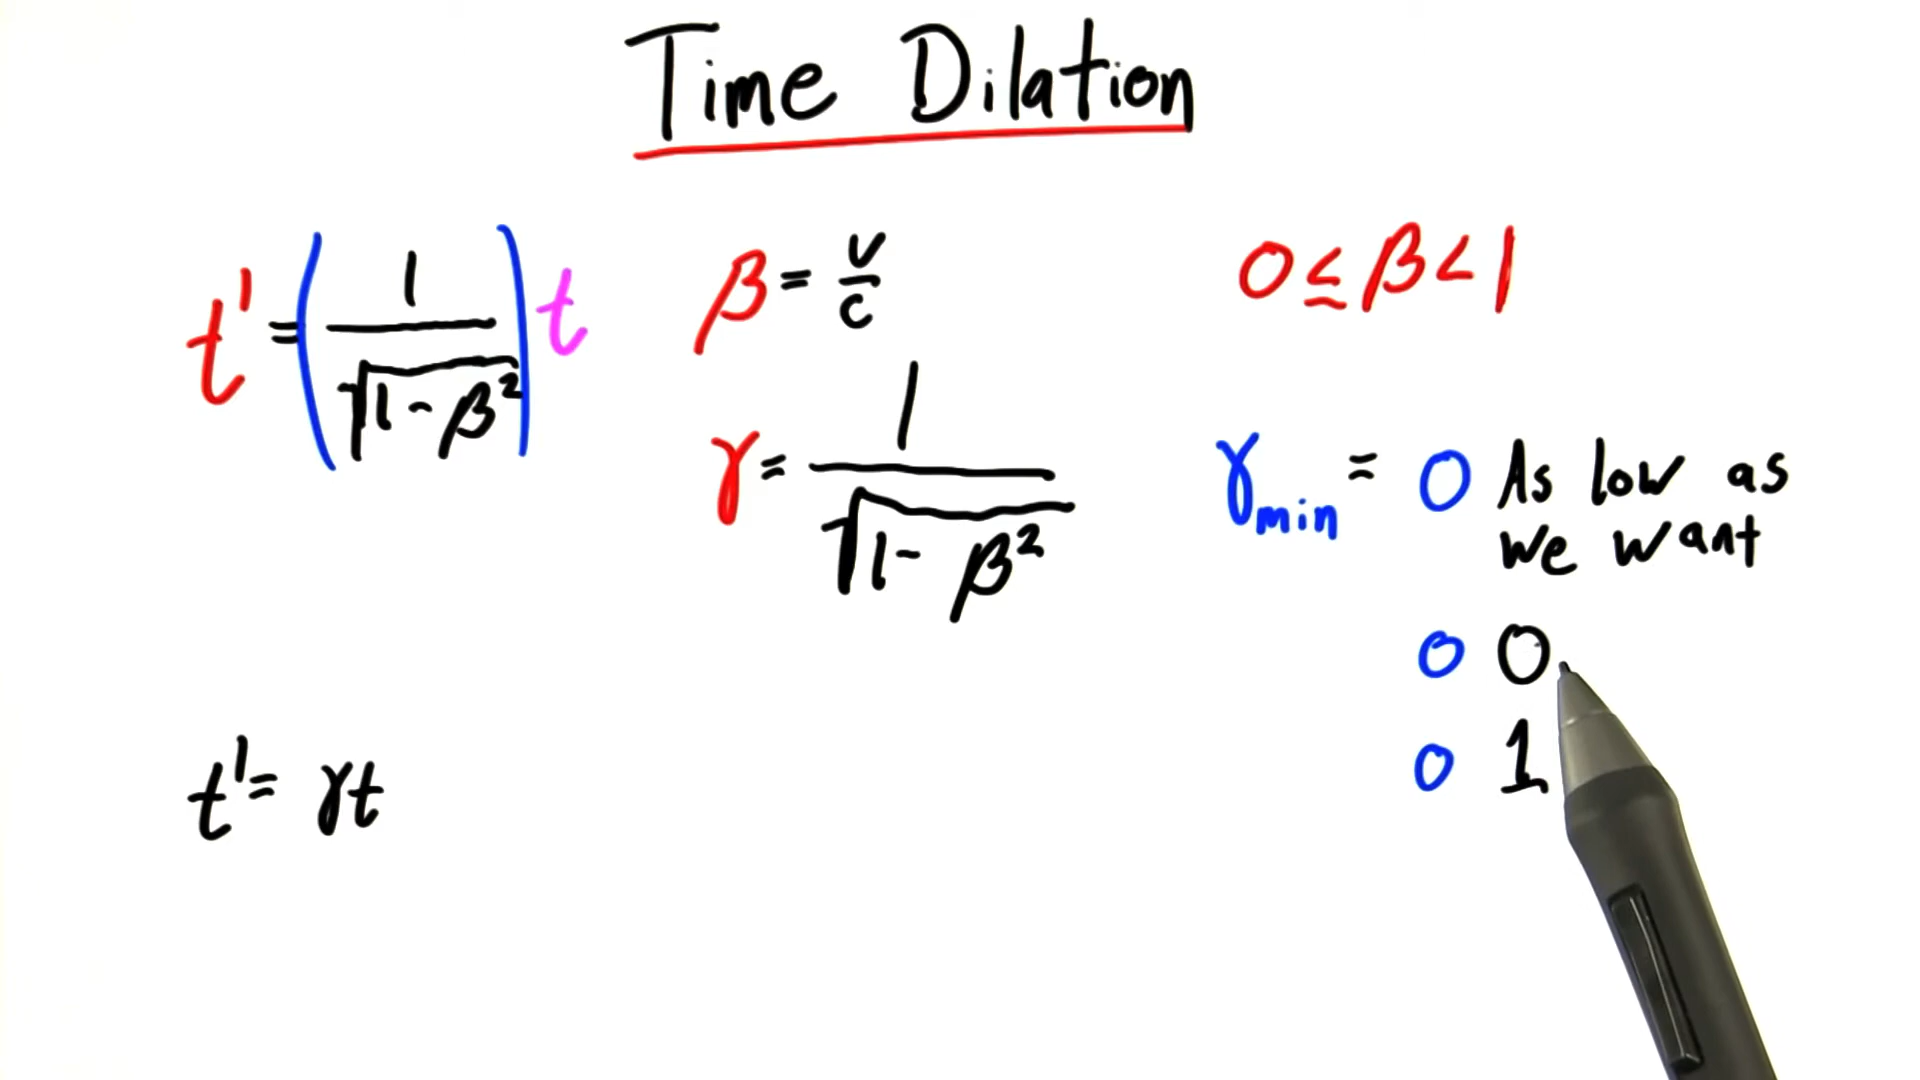 Time Dilation
t' = (1/√(1-β²)) t
β = v/c
0 ≤ β < 1
γ = 1/√(1-β²)
γmin = O As low as
we want
O 0
O 1
t' = γt